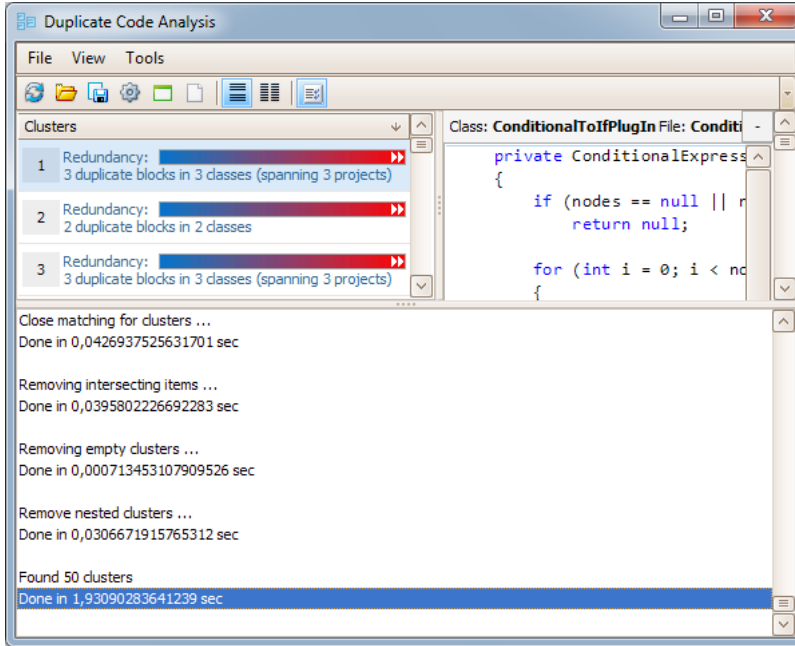 Duplicate Code Analysis
File View Tools
Clusters
1 Redundancy:
3 duplicate blocks in 3 classes (spanning 3 projects)
2 Redundancy:
2 duplicate blocks in 2 classes
3 Redundancy:
3 duplicate blocks in 3 classes (spanning 3 projects)
Class: ConditionalToIfPlugIn File: Conditi -
private ConditionalExpress
{
if (nodes == null || r
return null;
for (int i = 0; i < no
{
Close matching for clusters ...
Done in 0,0426937525631701 sec
Removing intersecting items ...
Done in 0,0395802226692283 sec
Removing empty clusters ...
Done in 0,000713453107909526 sec
Remove nested clusters ...
Done in 0,0306671915765312 sec
Found 50 clusters
Done in 1,93090283641239 sec